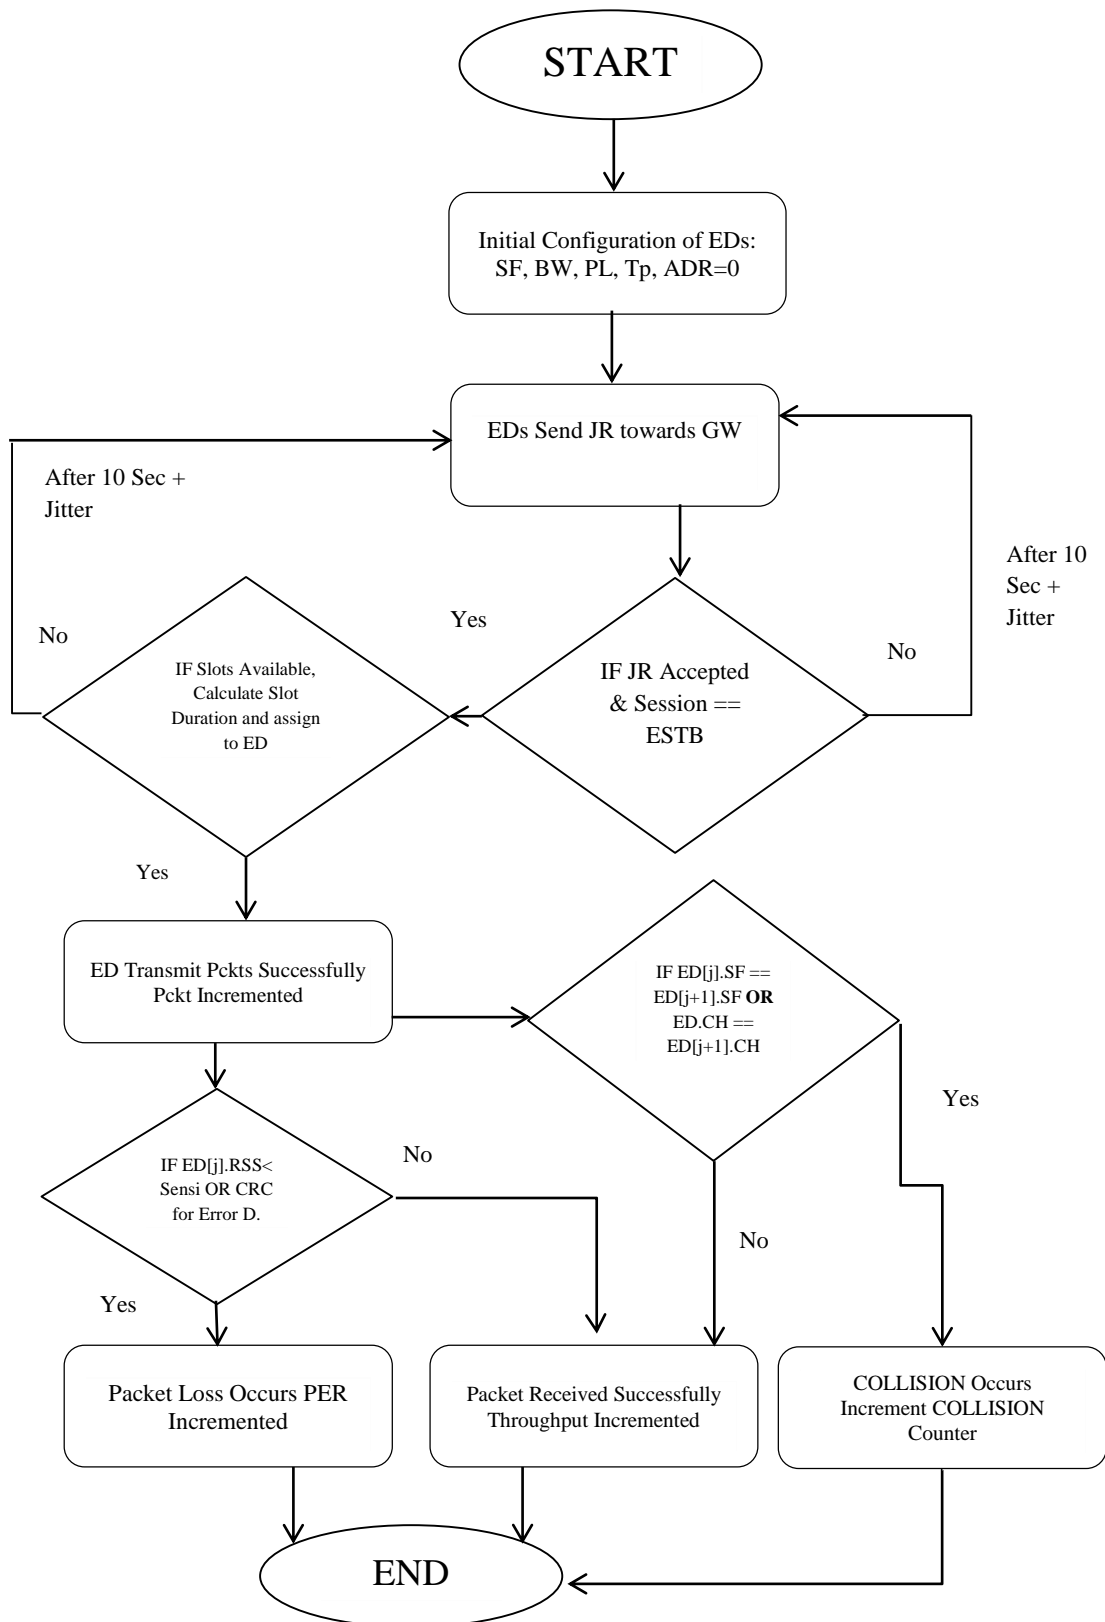 START
Initial Configuration of EDs:
SF, BW, PL, Tp, ADR=0
EDs Send JR towards GW
After 10 Sec +
Jitter
After 10
Sec +
Jitter
No
Yes
No
IF Slots Available,
Calculate Slot
Duration and assign
to ED
IF JR Accepted
& Session ==
ESTB
Yes
ED Transmit Pckts Successfully
Pckt Incremented
IF ED[j].SF ==
ED[j+1].SF OR
ED.CH ==
ED[j+1].CH
Yes
IF ED[j].RSS<
Sensi OR CRC
for Error D.
No
No
Yes
Packet Loss Occurs PER
Incremented
Packet Received Successfully
Throughput Incremented
COLLISION Occurs
Increment COLLISION
Counter
END